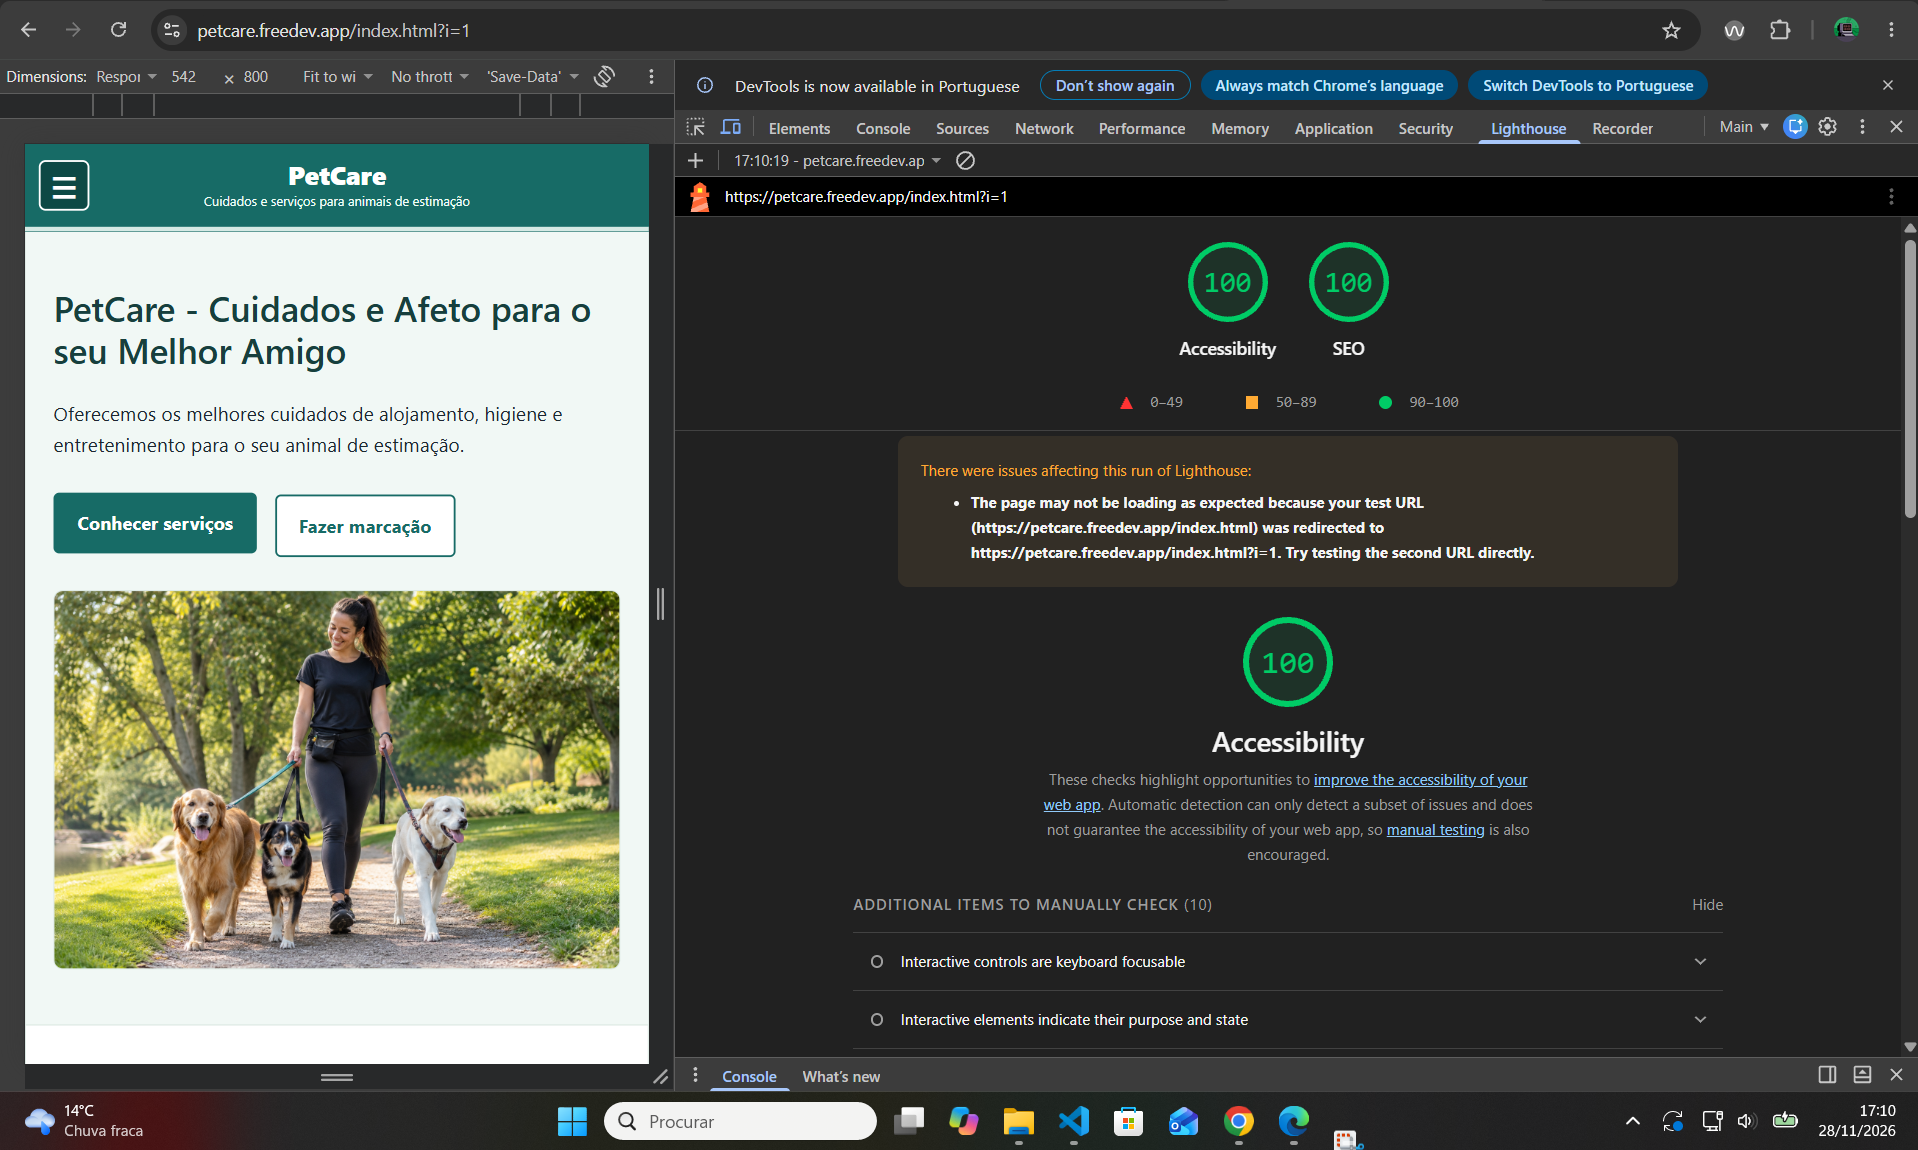 petcare.freedev.app/index.html?i=1
Dimensions: Respor 542 × 800 Fit to wi No thrott 'Save-Data'
DevTools is now available in Portuguese Don't show again Always match Chrome's language Switch DevTools to Portuguese
Elements Console Sources Network Performance Memory Application Security Lighthouse Recorder Main
17:10:19 - petcare.freedev.ap
https://petcare.freedev.app/index.html?i=1
PetCare
Cuidados e serviços para animais de estimação
PetCare - Cuidados e Afeto para o
seu Melhor Amigo
Oferecemos os melhores cuidados de alojamento, higiene e
entretenimento para o seu animal de estimação.
Conhecer serviços Fazer marcação
100 100
Accessibility SEO
0–49 50–89 90–100
There were issues affecting this run of Lighthouse:
• The page may not be loading as expected because your test URL
(https://petcare.freedev.app/index.html) was redirected to
https://petcare.freedev.app/index.html?i=1. Try testing the second URL directly.
100
Accessibility
These checks highlight opportunities to improve the accessibility of your
web app. Automatic detection can only detect a subset of issues and does
not guarantee the accessibility of your web app, so manual testing is also
encouraged.
ADDITIONAL ITEMS TO MANUALLY CHECK (10) Hide
Interactive controls are keyboard focusable
Interactive elements indicate their purpose and state
Console What's new
14°C
Chuva fraca
Procurar
17:10
28/11/2026